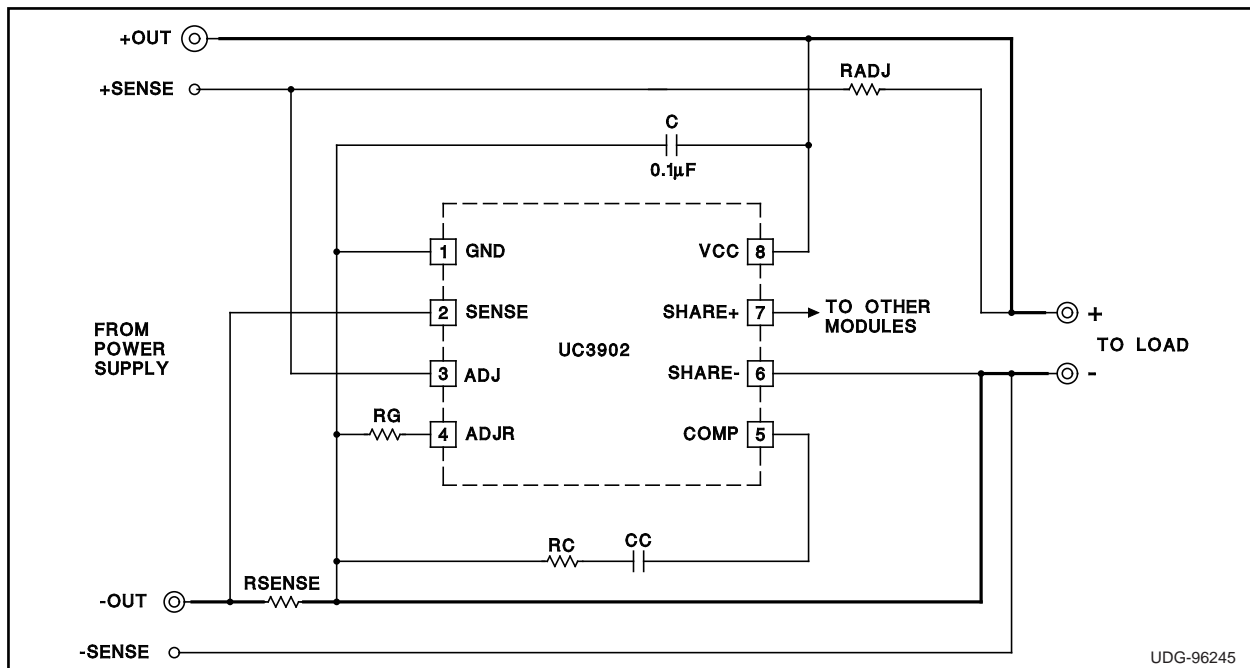 +OUT
+SENSE
RADJ
C
0.1µF
1 GND
VCC 8
2 SENSE
SHARE+ 7
TO OTHER
MODULES
+
FROM
POWER
SUPPLY
UC3902
TO LOAD
3 ADJ
SHARE- 6
-
RG
4 ADJR
COMP 5
RC
CC
RSENSE
-OUT
-SENSE
UDG-96245